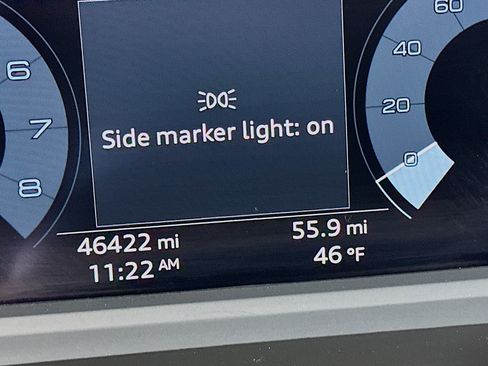 60
40
20
0
6
7
8
Side marker light: on
46422 mi
55.9 mi
11:22 AM
46 °F